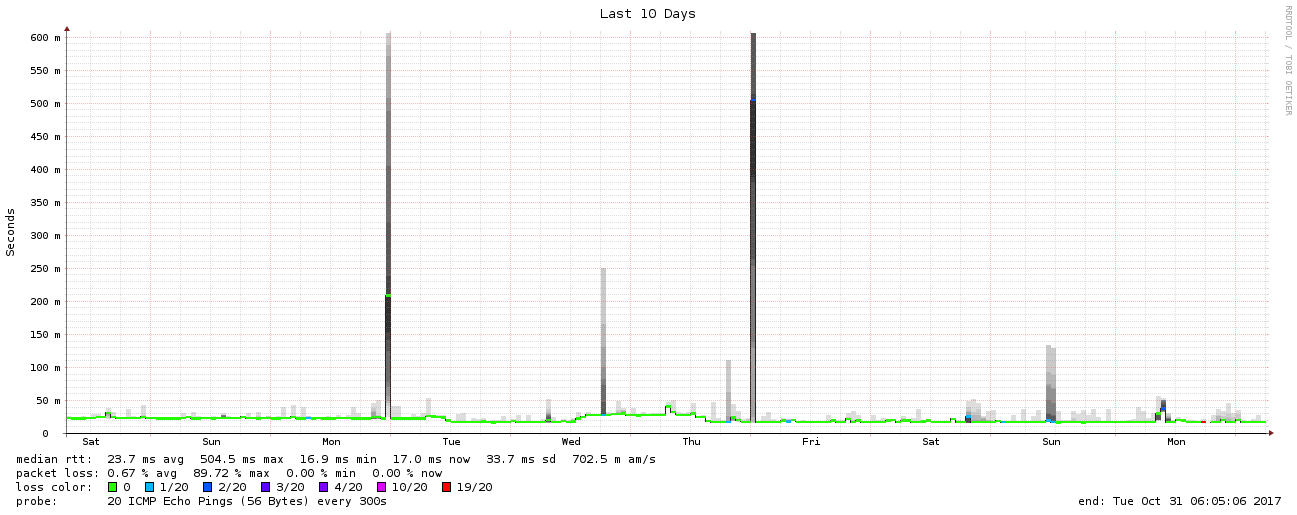 Last 10 Days
RRDTOOL / TOBI OETIKER
Seconds
600 m
550 m
500 m
450 m
400 m
350 m
300 m
250 m
200 m
150 m
100 m
50 m
0
Sat Sun Mon Tue Wed Thu Fri Sat Sun Mon
median rtt: 23.7 ms avg 504.5 ms max 16.9 ms min 17.0 ms now 33.7 ms sd 702.5 m am/s
packet loss: 0.67 % avg 89.72 % max 0.00 % min 0.00 % now
loss color: 0 1/20 2/20 3/20 4/20 10/20 19/20
probe: 20 ICMP Echo Pings (56 Bytes) every 300s end: Tue Oct 31 06:05:06 2017